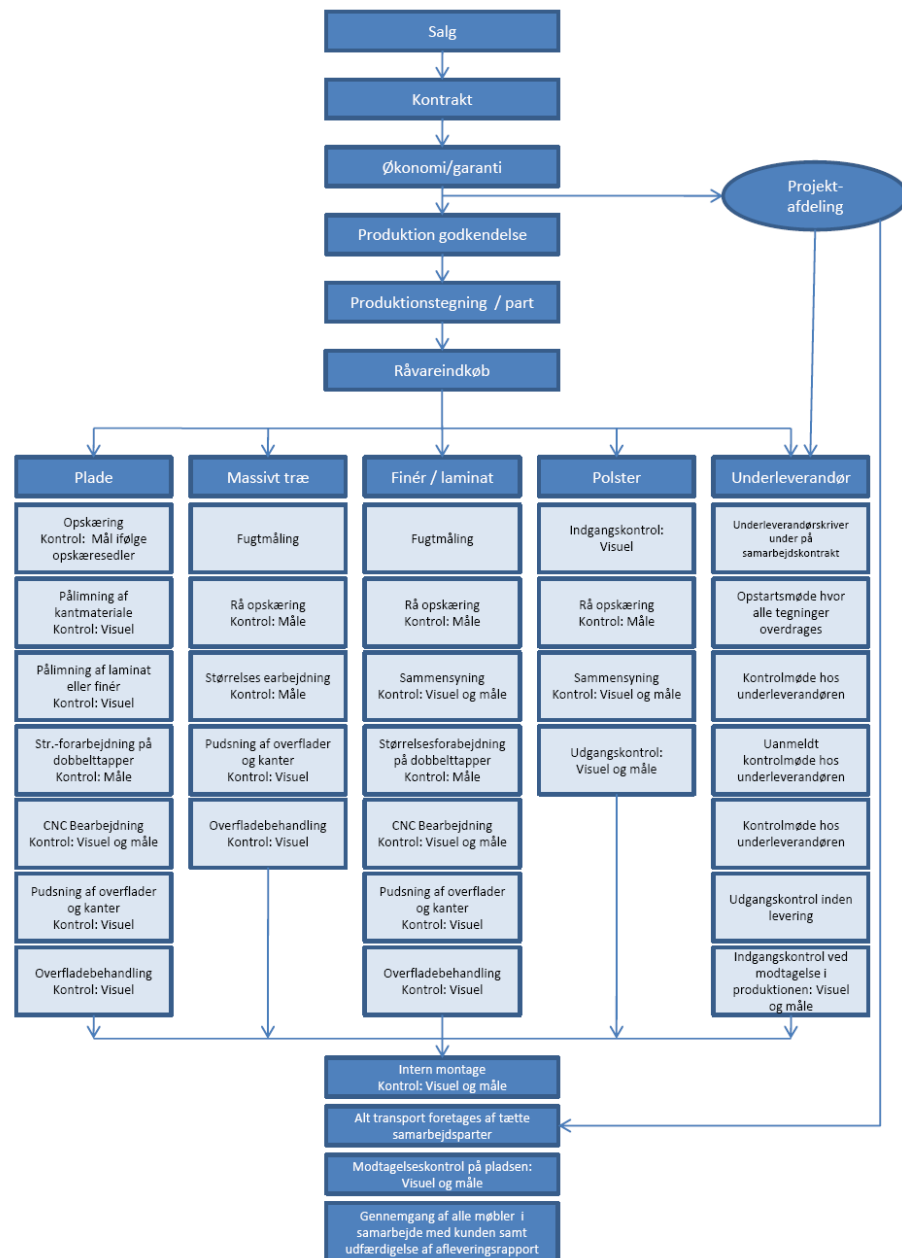 Salg
Kontrakt
Økonomi/garanti
Projekt-
afdeling
Produktion godkendelse
Produktionstegning / part
Råvareindkøb
Plade
Opskæring
Kontrol: Mål ifølge
opskæresedler
Pålimning af
kantmateriale
Kontrol: Visuel
Pålimning af laminat
eller finér
Kontrol: Visuel
Str.-forarbejdning på
dobbelttapper
Kontrol: Måle
CNC Bearbejdning
Kontrol: Visuel og måle
Pudsning af overflader
og kanter
Kontrol: Visuel
Overfladebehandling
Kontrol: Visuel
Massivt træ
Fugtmåling
Rå opskæring
Kontrol: Måle
Størrelses earbejdning
Kontrol: Måle
Pudsning af overflader
og kanter
Kontrol: Visuel
Overfladebehandling
Kontrol: Visuel
Finér / laminat
Fugtmåling
Rå opskæring
Kontrol: Måle
Sammensyning
Kontrol: Visuel og måle
Størrelsesforabejdning
på dobbelttapper
Kontrol: Måle
CNC Bearbejdning
Kontrol: Visuel og måle
Pudsning af overflader
og kanter
Kontrol: Visuel
Overfladebehandling
Kontrol: Visuel
Polster
Indgangskontrol:
Visuel
Rå opskæring
Kontrol: Måle
Sammensyning
Kontrol: Visuel og måle
Udgangskontrol:
Visuel og måle
Underleverandør
Underleverandørskriver
under på
samarbejdskontrakt
Opstartsmøde hvor
alle tegninger
overdrages
Kontrolmøde hos
underleverandøren
Uanmeldt
kontrolmøde hos
underleverandøren
Kontrolmøde hos
underleverandøren
Udgangskontrol inden
levering
Indgangskontrol ved
modtagelse i
produktionen: Visuel
og måle
Intern montage
Kontrol: Visuel og måle
Alt transport foretages af tætte
samarbejdsparter
Modtagelseskontrol på pladsen:
Visuel og måle
Gennemgang af alle møbler i
samarbejde med kunden samt
udfærdigelse af afleveringsrapport